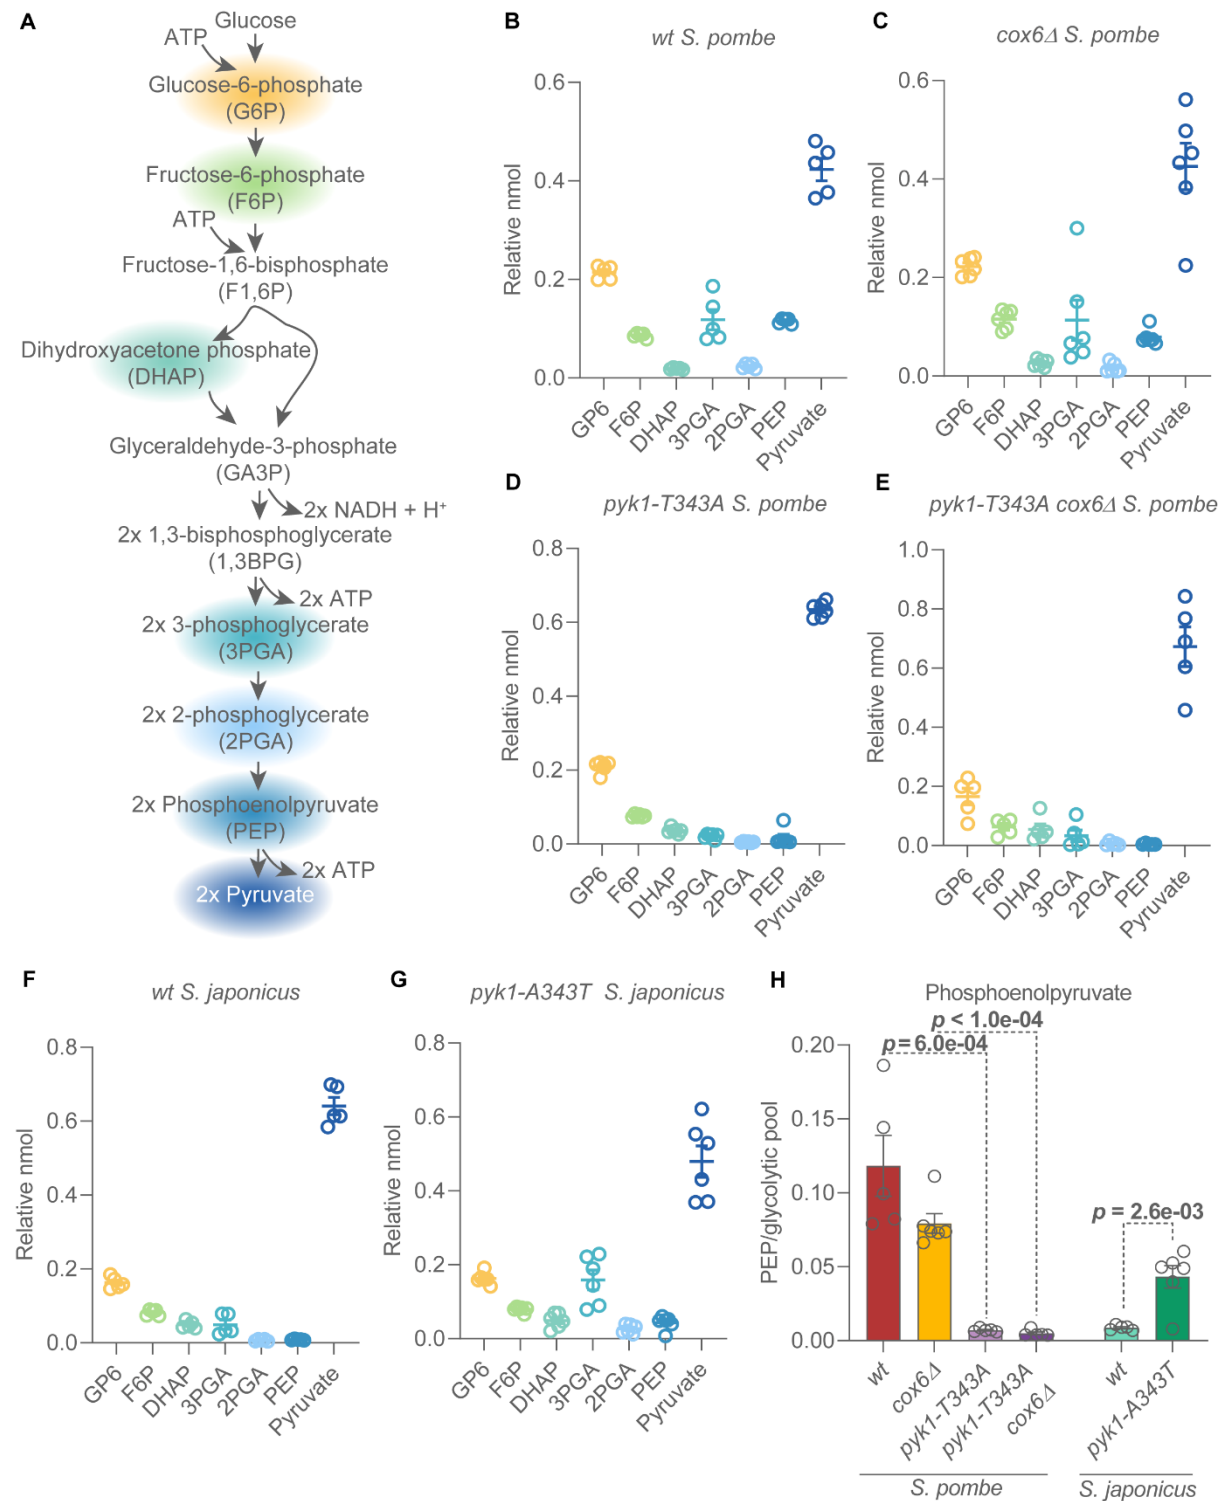 A
Glucose
ATP
Glucose-6-phosphate
(G6P)
Fructose-6-phosphate
(F6P)
ATP
Fructose-1,6-bisphosphate
(F1,6P)
Dihydroxyacetone phosphate
(DHAP)
Glyceraldehyde-3-phosphate
(GA3P)
2x NADH + H⁺
2x 1,3-bisphosphoglycerate
(1,3BPG)
2x ATP
2x 3-phosphoglycerate
(3PGA)
2x 2-phosphoglycerate
(2PGA)
2x Phosphoenolpyruvate
(PEP)
2x ATP
2x Pyruvate
B
wt S. pombe
Relative nmol
0.6
0.4
0.2
0.0
GP6
F6P
DHAP
3PGA
2PGA
PEP
Pyruvate
C
cox6Δ S. pombe
Relative nmol
0.6
0.4
0.2
0.0
GP6
F6P
DHAP
3PGA
2PGA
PEP
Pyruvate
D
pyk1-T343A S. pombe
Relative nmol
0.8
0.6
0.4
0.2
0.0
GP6
F6P
DHAP
3PGA
2PGA
PEP
Pyruvate
E
pyk1-T343A cox6Δ S. pombe
Relative nmol
1.0
0.8
0.6
0.4
0.2
0.0
GP6
F6P
DHAP
3PGA
2PGA
PEP
Pyruvate
F
wt S. japonicus
Relative nmol
0.8
0.6
0.4
0.2
0.0
GP6
F6P
DHAP
3PGA
2PGA
PEP
Pyruvate
G
pyk1-A343T S. japonicus
Relative nmol
0.8
0.6
0.4
0.2
0.0
GP6
F6P
DHAP
3PGA
2PGA
PEP
Pyruvate
H
Phosphoenolpyruvate
p < 1.0e-04
p = 6.0e-04
p = 2.6e-03
PEP/glycolytic pool
0.20
0.15
0.10
0.05
0.00
wt
cox6Δ
pyk1-T343A
pyk1-T343A
cox6Δ
wt
pyk1-A343T
S. pombe
S. japonicus